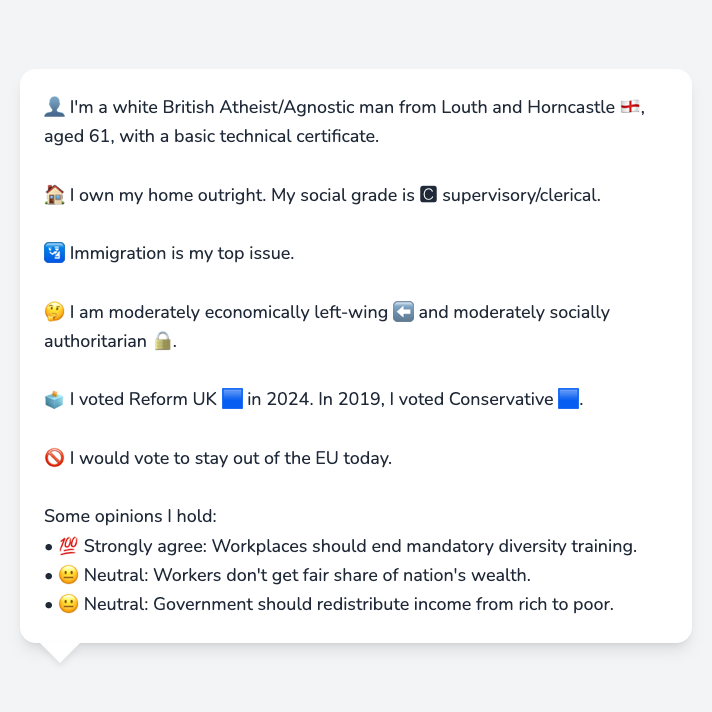 👤 I'm a white British Atheist/Agnostic man from Louth and Horncastle 🏴󠁧󠁢󠁥󠁮󠁧󠁿,
aged 61, with a basic technical certificate.
🏠 I own my home outright. My social grade is 🅲 supervisory/clerical.
🛂 Immigration is my top issue.
🤔 I am moderately economically left-wing ⬅️ and moderately socially
authoritarian 🔒.
🗳️ I voted Reform UK 🟦 in 2024. In 2019, I voted Conservative 🟦.
🚫 I would vote to stay out of the EU today.
Some opinions I hold:
• 💯 Strongly agree: Workplaces should end mandatory diversity training.
• 😐 Neutral: Workers don't get fair share of nation's wealth.
• 😐 Neutral: Government should redistribute income from rich to poor.